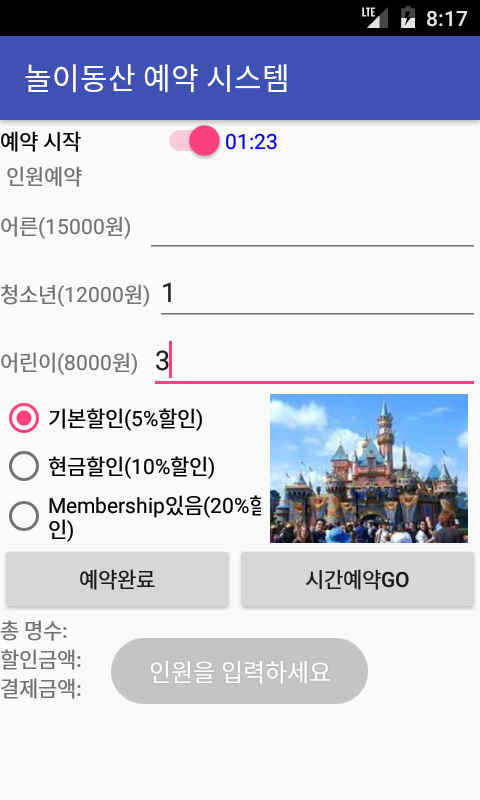 LTE 8:17
놀이동산 예약 시스템
예약 시작 01:23
인원예약
어른(15000원)
청소년(12000원) 1
어린이(8000원) 3
기본할인(5%할인)
현금할인(10%할인)
Membership있음(20%할
인)
예약완료 시간예약GO
총 명수:
할인금액:
결제금액:
인원을 입력하세요